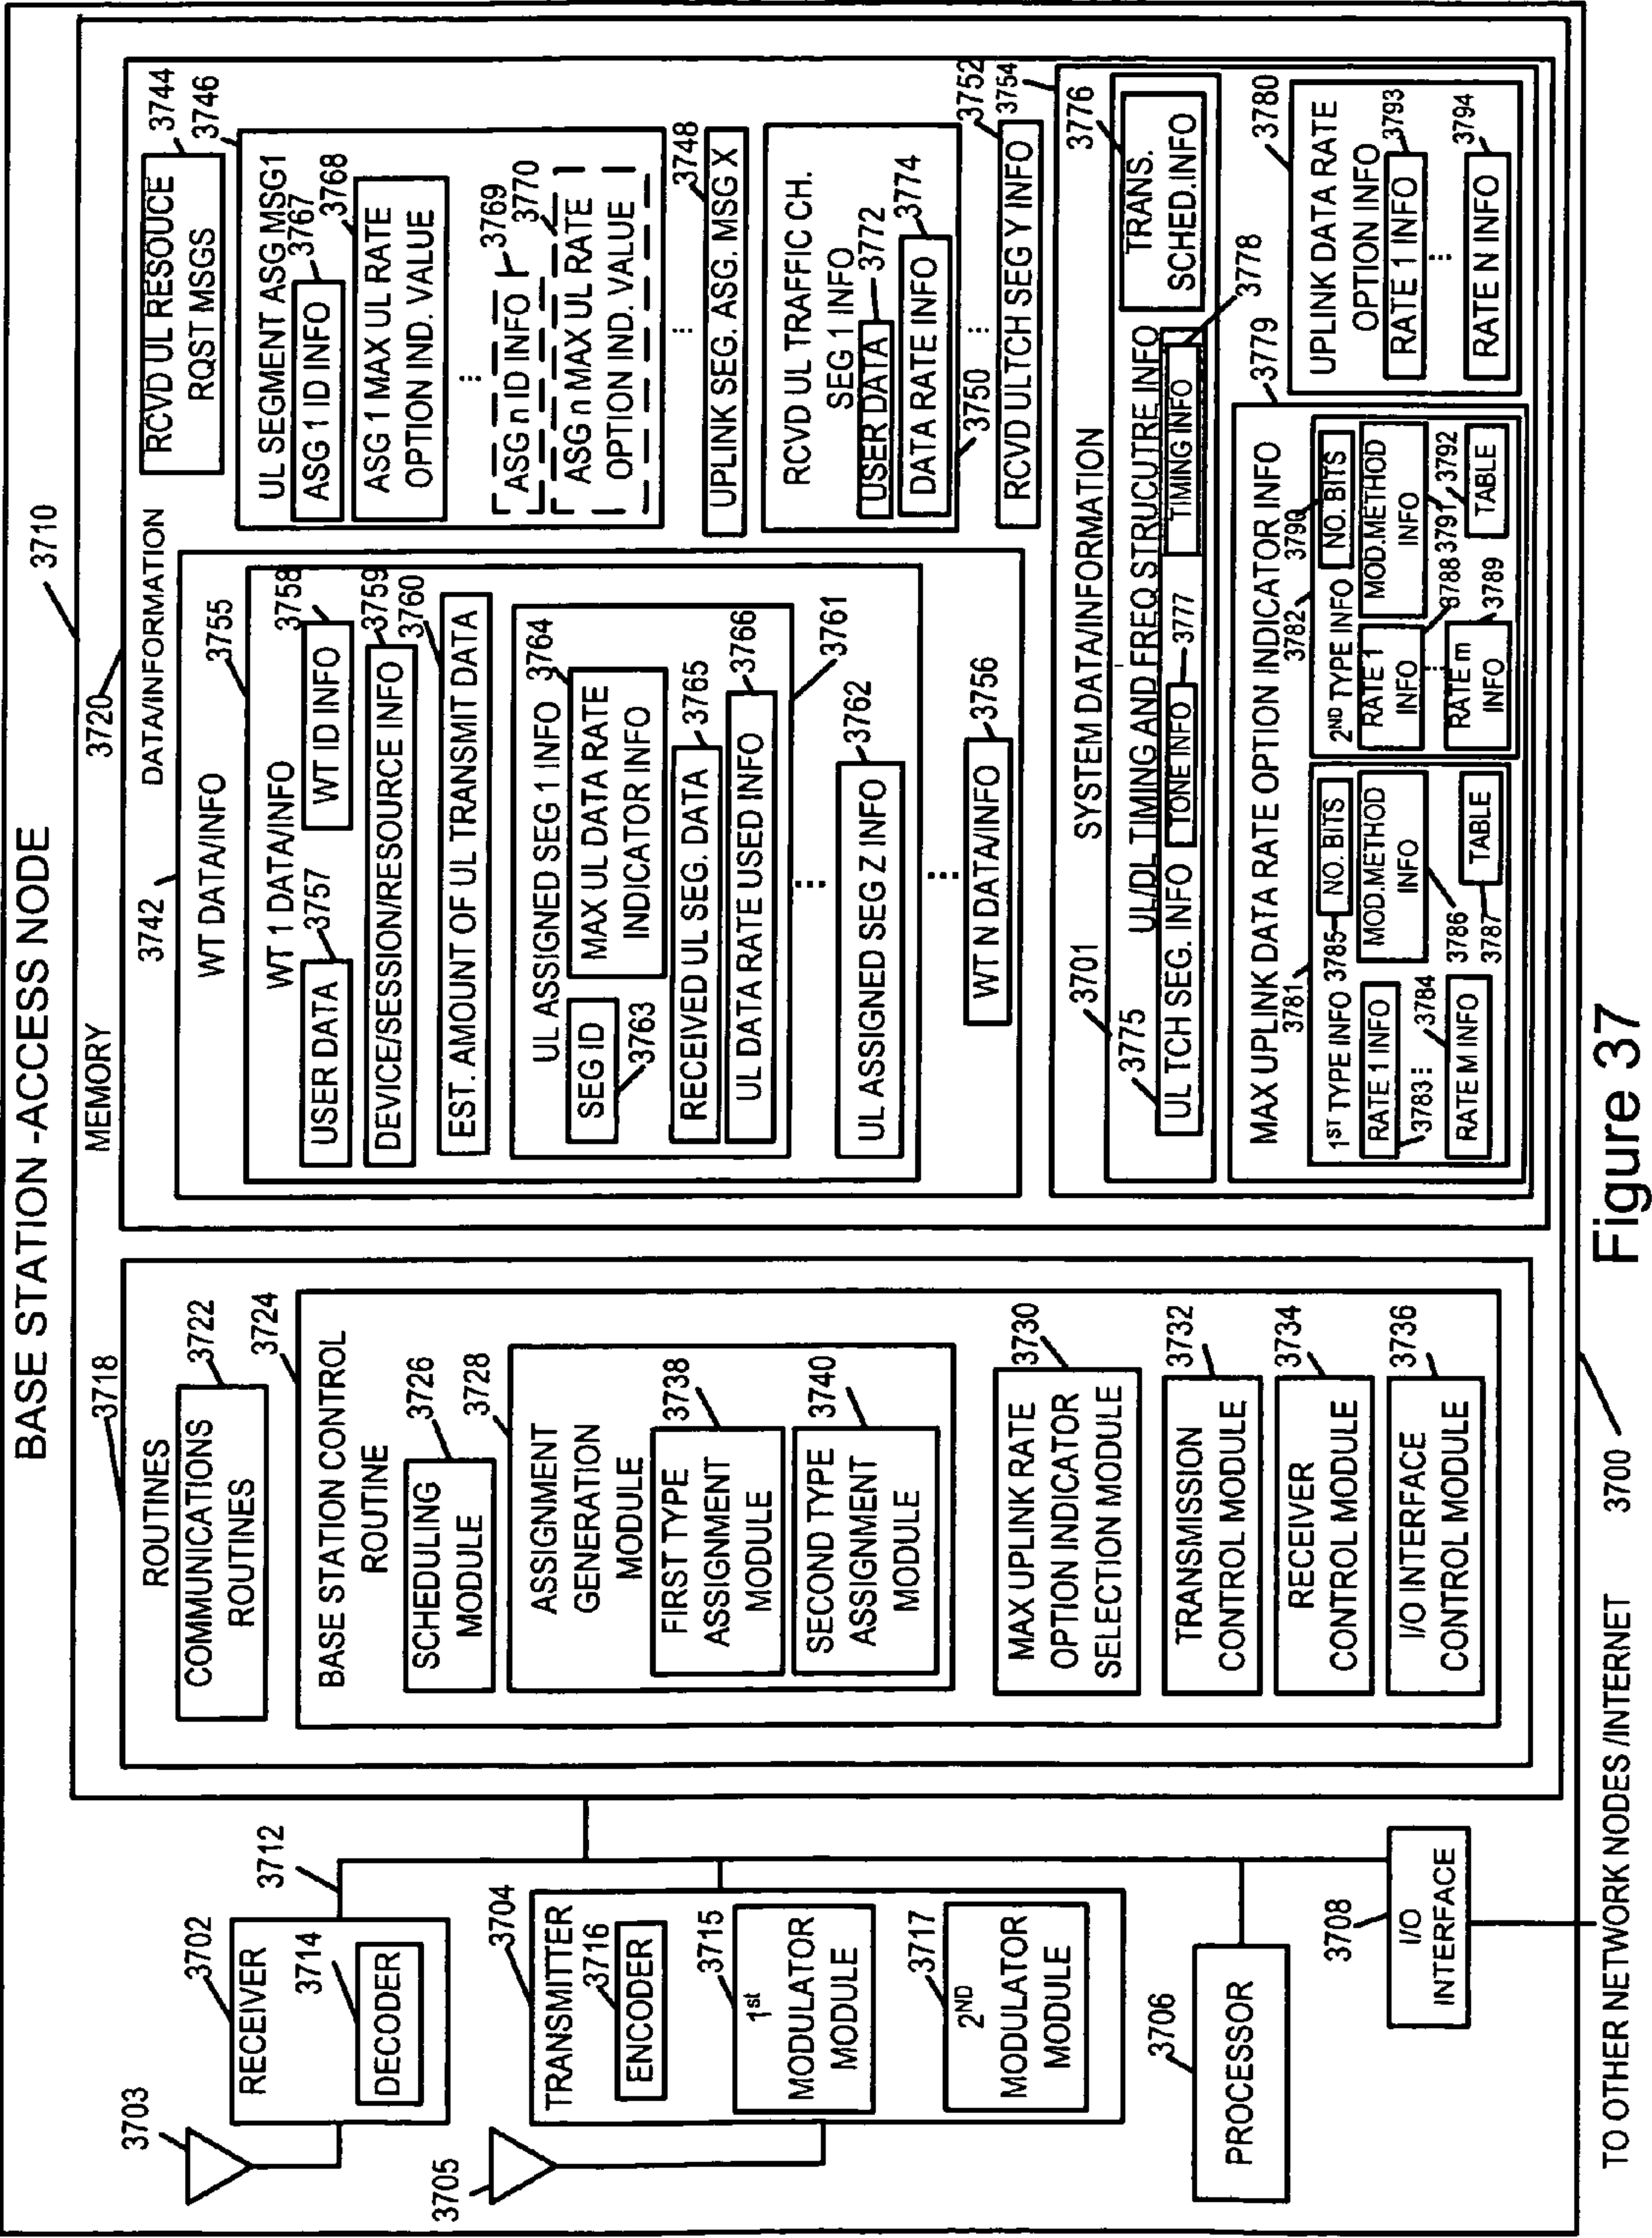 BASE STATION -ACCESS NODE
3703
3702
RECEIVER
3714
DECODER
3712
3705
3704
TRANSMITTER
3716
ENCODER
3715
1st
MODULATOR
MODULE
3717
2ND
MODULATOR
MODULE
3706
PROCESSOR
3708
I/O
INTERFACE
TO OTHER NETWORK NODES /INTERNET
3700
3710
MEMORY
3718
ROUTINES
3722
COMMUNICATIONS
ROUTINES
3724
BASE STATION CONTROL
ROUTINE
3726
SCHEDULING
MODULE
3728
ASSIGNMENT
GENERATION
MODULE
3738
FIRST TYPE
ASSIGNMENT
MODULE
3740
SECOND TYPE
ASSIGNMENT
MODULE
3730
MAX UPLINK RATE
OPTION INDICATOR
SELECTION MODULE
3732
TRANSMISSION
CONTROL MODULE
3734
RECEIVER
CONTROL MODULE
3736
I/O INTERFACE
CONTROL MODULE
3720
DATA/INFORMATION
3742
WT DATA/INFO
3755
WT 1 DATA/INFO
3757
USER DATA
3758
WT ID INFO
3759
DEVICE/SESSION/RESOURCE INFO
3760
EST. AMOUNT OF UL TRANSMIT DATA
UL ASSIGNED SEG 1 INFO
3764
SEG ID
3763
MAX UL DATA RATE
INDICATOR INFO
RECEIVED UL SEG. DATA
3765
UL DATA RATE USED INFO
3766
3761
...
UL ASSIGNED SEG Z INFO
3762
...
WT N DATA/INFO
3756
RCVD UL RESOUCE
RQST MSGS
3744
3746
UL SEGMENT ASG MSG1
ASG 1 ID INFO
3767
3768
ASG 1 MAX UL RATE
OPTION IND. VALUE
...
ASG n ID INFO
3769
3770
ASG n MAX UL RATE
OPTION IND. VALUE
...
3748
UPLINK SEG. ASG. MSG X
RCVD UL TRAFFIC CH.
SEG 1 INFO
USER DATA
3772
DATA RATE INFO
3774
3750
...
RCVD ULTCH SEG Y INFO
3752
3754
3701
SYSTEM DATA/INFORMATION
3775
UL/DL TIMING AND FREQ STRUCUTRE INFO
UL TCH SEG. INFO
TONE INFO
3777
TIMING INFO
3778
3776
TRANS.
SCHED.INFO
3779
MAX UPLINK DATA RATE OPTION INDICATOR INFO
3781
1ST TYPE INFO
3785
NO. BITS
RATE 1 INFO
3783
...
3784
RATE M INFO
MOD.METHOD
INFO
3786
3787
TABLE
3782
2ND TYPE INFO
3790
NO. BITS
RATE 1
INFO
3788
...
RATE m
INFO
3789
MOD.METHOD
INFO
3791
3792
TABLE
3780
UPLINK DATA RATE
OPTION INFO
RATE 1 INFO
3793
...
RATE N INFO
3794
Figure 37